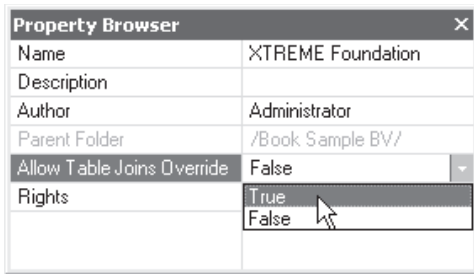 Property Browser ×
Name XTREME Foundation
Description
Author Administrator
Parent Folder /Book Sample BV/
Allow Table Joins Override False
Rights True
False